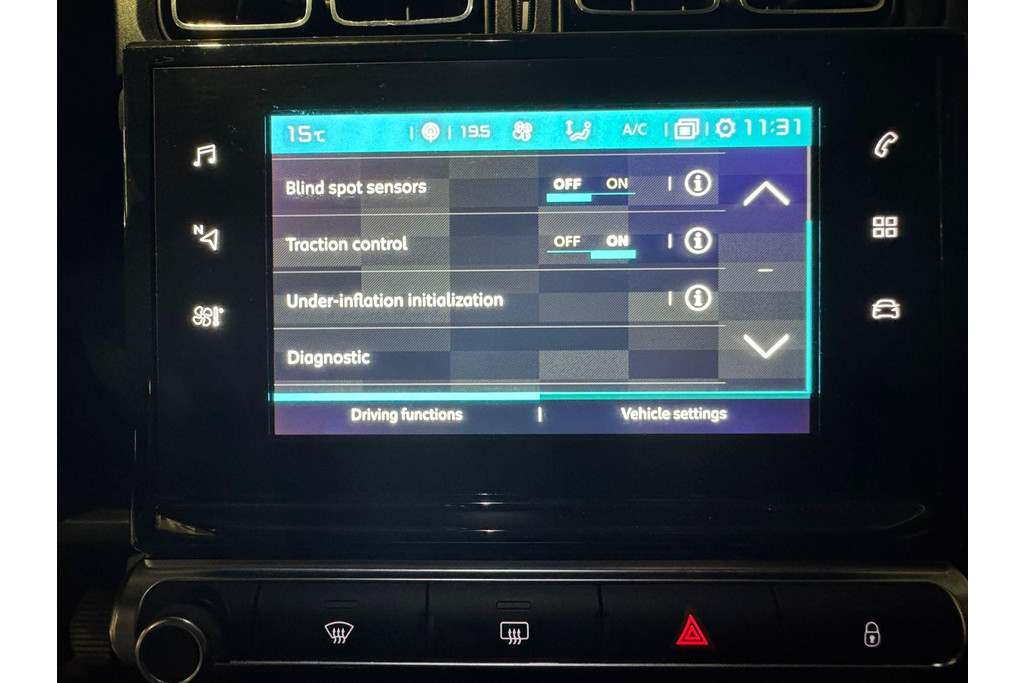 15°C 19.5 A/C 11:31
Blind spot sensors OFF ON
N
Traction control OFF ON
Under-inflation initialization
Diagnostic
Driving functions Vehicle settings